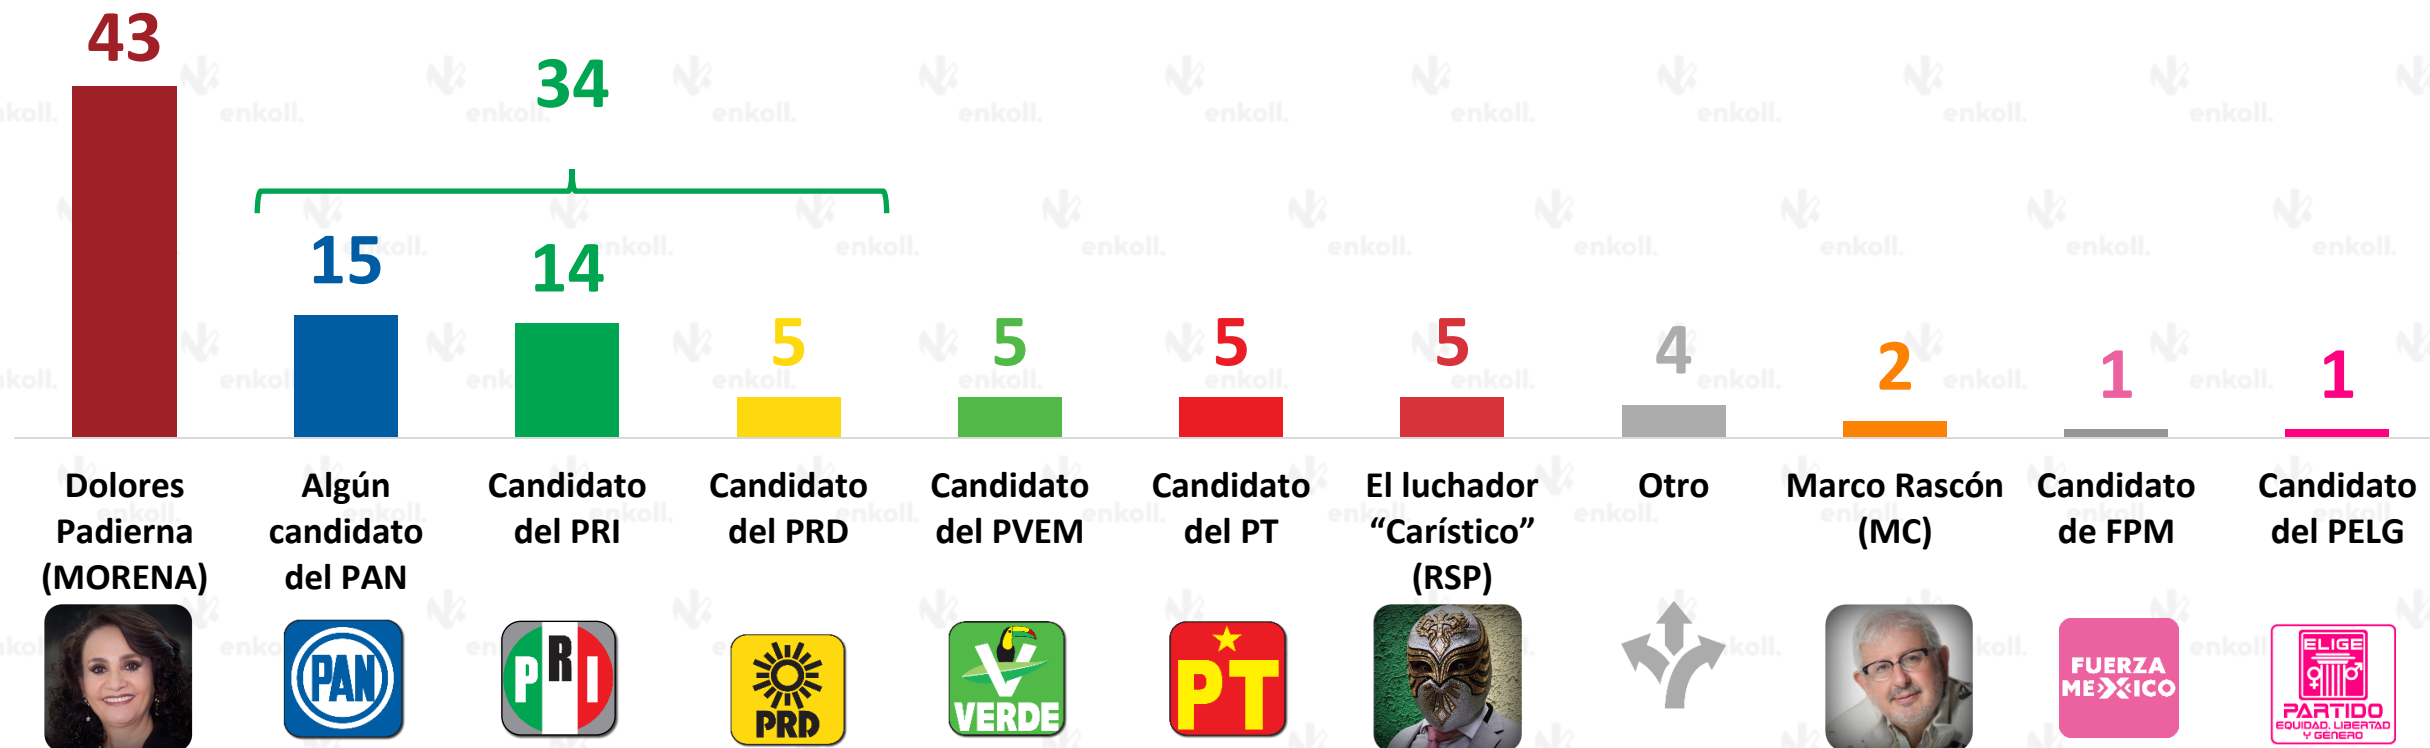 43
34
15
14
5
5
5
5
4
2
1
1
Dolores
Padierna
(MORENA)
Algún
candidato
del PAN
Candidato
del PRI
Candidato
del PRD
Candidato
del PVEM
Candidato
del PT
El luchador
“Carístico”
(RSP)
Otro
Marco Rascón
(MC)
Candidato
de FPM
Candidato
del PELG
PAN
PRI
PRD
VERDE
PT
FUERZA
MEXICO
ELIGE
PARTIDO
EQUIDAD, LIBERTAD
Y GÉNERO
enkoll.